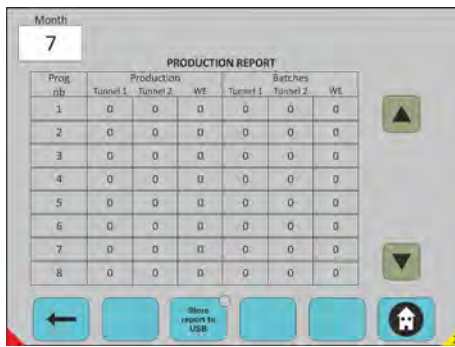 Month
7
PRODUCTION REPORT
Prog. nb Production Batches
Tunnel 1 Tunnel 2 WE Tunnel 1 Tunnel 2 WE
1 0 0 0 0 0 0
2 0 0 0 0 0 0
3 0 0 0 0 0 0
4 0 0 0 0 0 0
5 0 0 0 0 0 0
6 0 0 0 0 0 0
7 0 0 0 0 0 0
8 0 0 0 0 0 0
Store
report to
USB